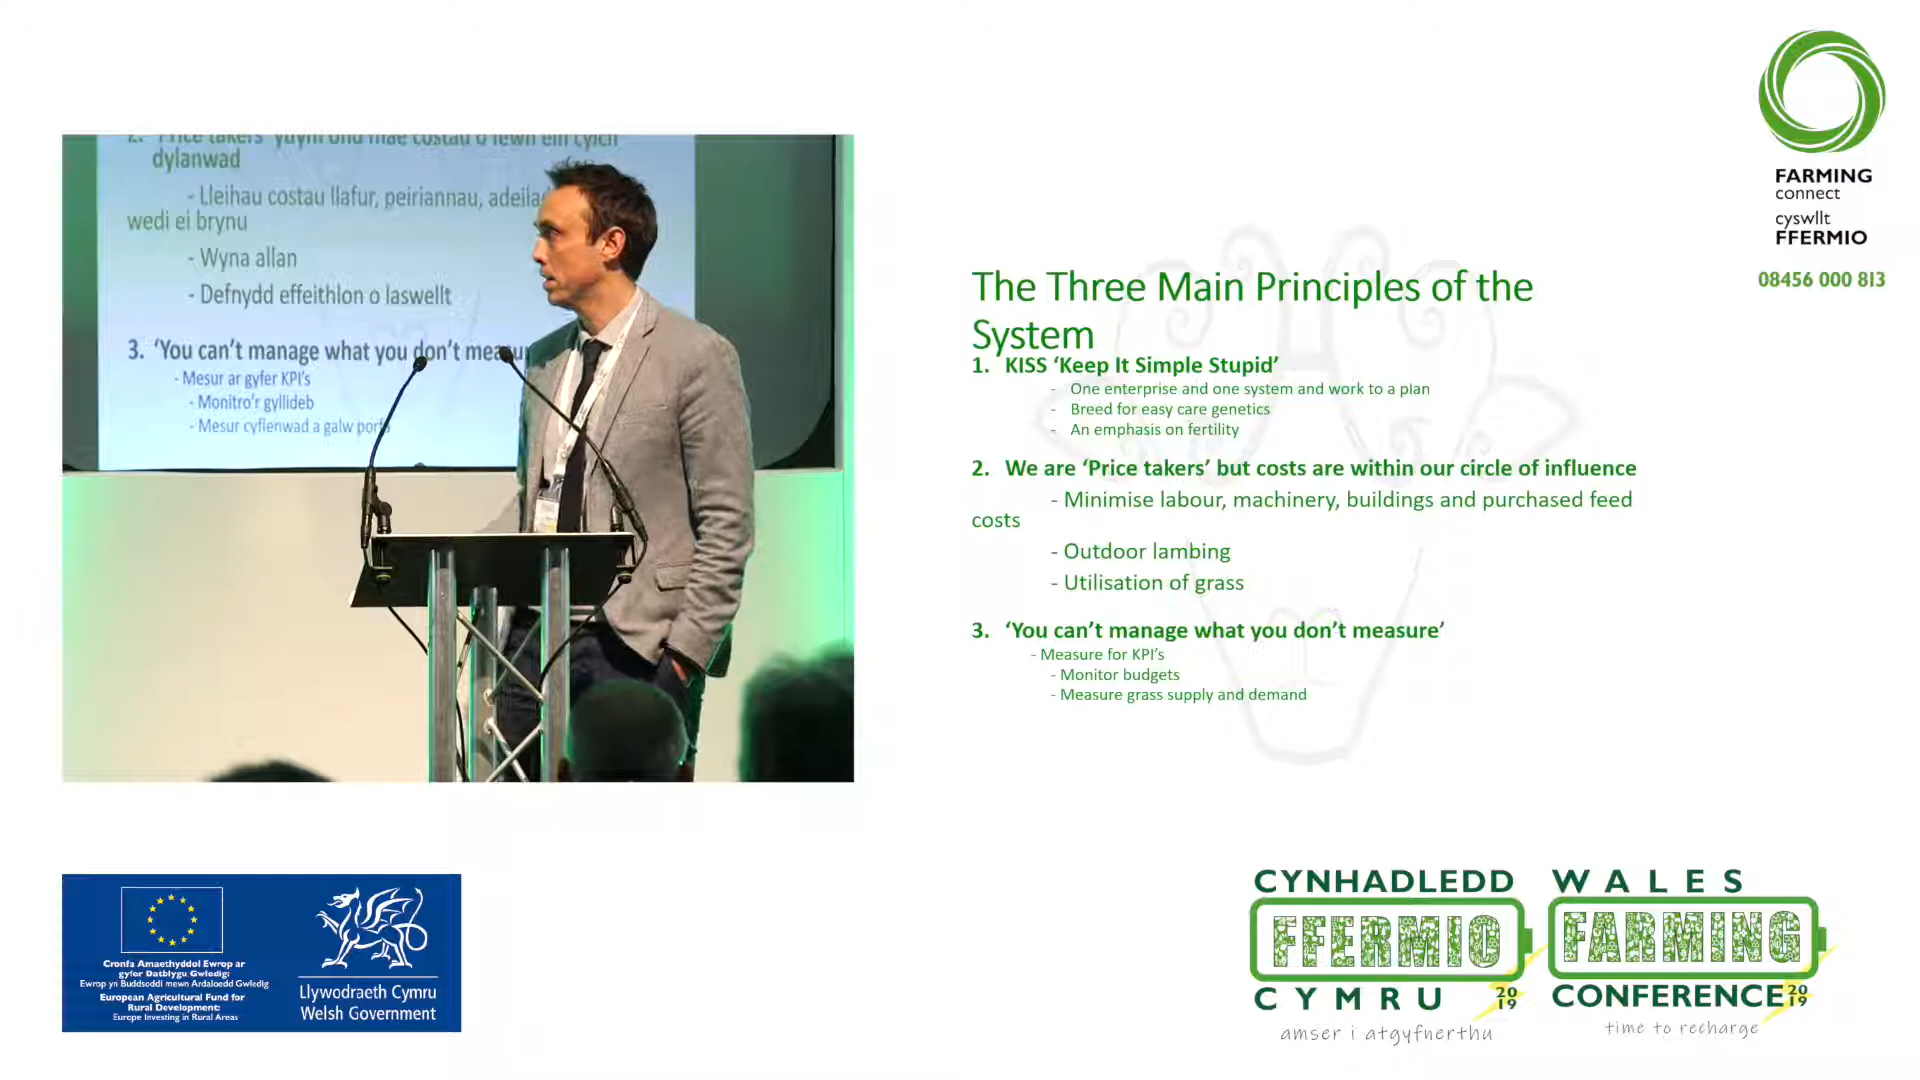 dylanwad
- Lleihau costau llafur, peiriannau,
wedi ei brynu
- Wyna allan
- Defnydd effeithlon o laswellt
3. ‘You can’t manage what you don’t
- Mesur ar gyfer KPI’s
- Monitro’r gyllideb
- Mesur cyflenwad a galw
The Three Main Principles of the
System
1. KISS ‘Keep It Simple Stupid’
- One enterprise and one system and work to a plan
- Breed for easy care genetics
- An emphasis on fertility
2. We are ‘Price takers’ but costs are within our circle of influence
- Minimise labour, machinery, buildings and purchased feed
costs
- Outdoor lambing
- Utilisation of grass
3. ‘You can’t manage what you don’t measure’
- Measure for KPI’s
- Monitor budgets
- Measure grass supply and demand
FARMING
connect
cyswllt
FFERMIO
08456 000 813
Cronfa Amaethyddol Ewrop ar
gyfer Datblygu Gwledig:
Ewrop yn Buddsoddi mewn Ardaloedd Gwledig
European Agricultural Fund for
Rural Development:
Europe Investing in Rural Areas
Llywodraeth Cymru
Welsh Government
CYNHADLEDD
FFERMIO
CYMRU 2019
amser i atgyfnerthu
WALES
FARMING
CONFERENCE 2019
time to recharge